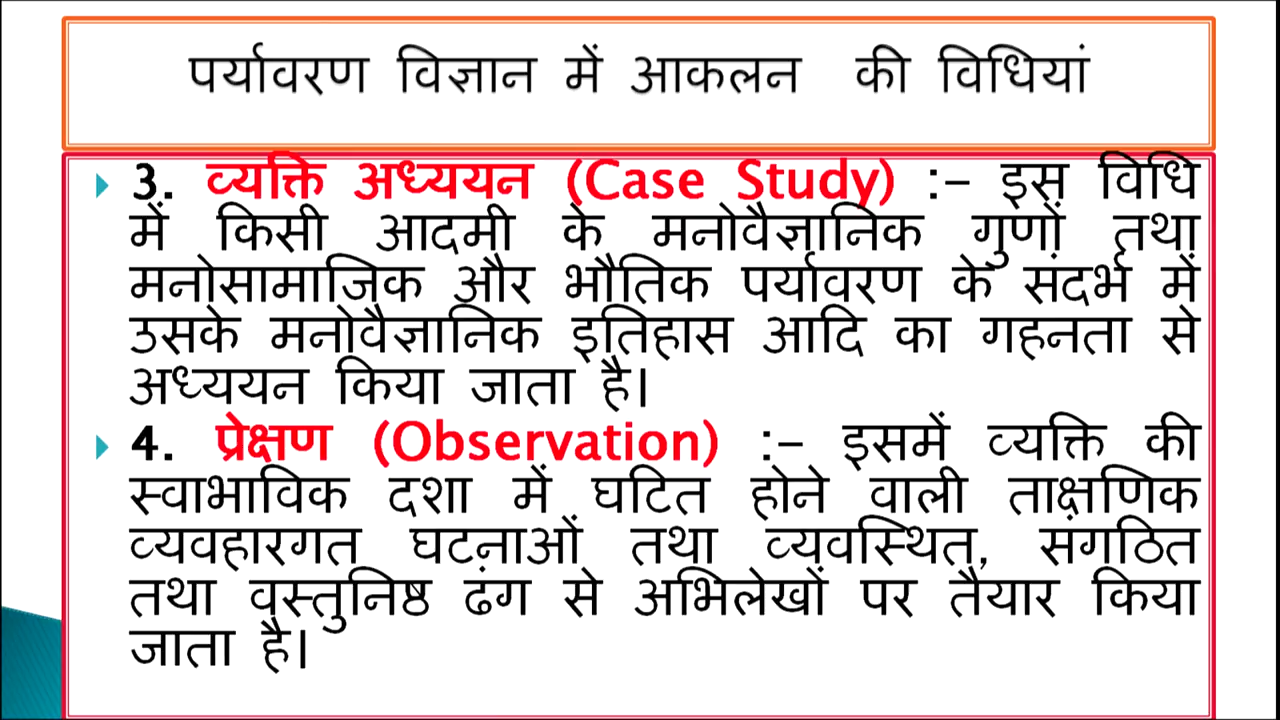 पर्यावरण विज्ञान में आकलन की विधियां
3. व्यक्ति अध्ययन (Case Study) :– इस विधि
में किसी आदमी के मनोवैज्ञानिक गुणों तथा
मनोसामाजिक और भौतिक पर्यावरण के संदर्भ में
उसके मनोवैज्ञानिक इतिहास आदि का गहनता से
अध्ययन किया जाता है।
4. प्रेक्षण (Observation) :– इसमें व्यक्ति की
स्वाभाविक दशा में घटित होने वाली ताक्षणिक
व्यवहारगत घटनाओं तथा व्यवस्थित, संगठित
तथा वस्तुनिष्ठ ढंग से अभिलेखों पर तैयार किया
जाता है।